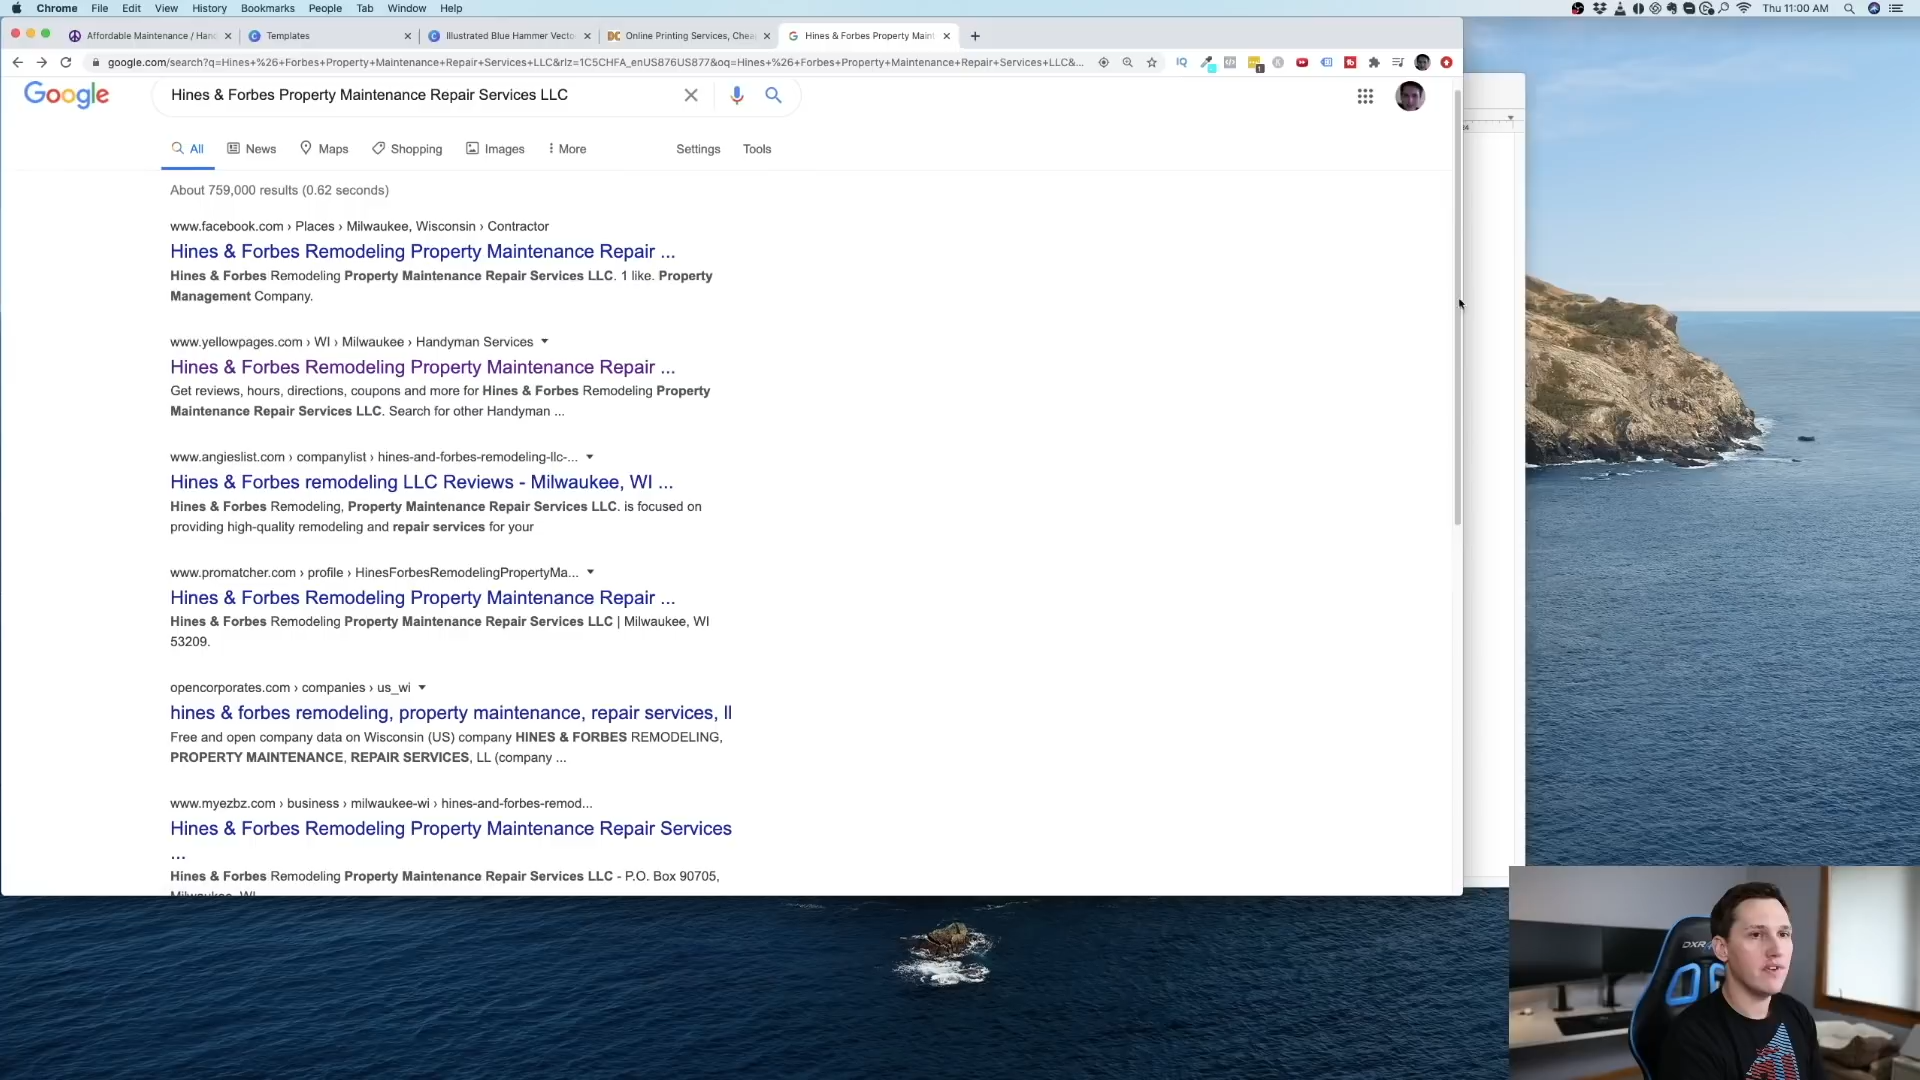 Chrome File Edit View History Bookmarks People Tab Window Help
Thu 11:00 AM
Affordable Maintenance / Han
Templates
Illustrated Blue Hammer Vecto
Online Printing Services, Chea
Hines & Forbes Property Maint
google.com/search?q=Hines+%26+Forbes+Property+Maintenance+Repair+Services+LLC&rlz=1C5CHFA_enUS876US877&oq=Hines+%26+Forbes+Property+Maintenance+Repair+Services+LLC&...
Google
Hines & Forbes Property Maintenance Repair Services LLC
All
News
Maps
Shopping
Images
More
Settings
Tools
About 759,000 results (0.62 seconds)
www.facebook.com › Places › Milwaukee, Wisconsin › Contractor
Hines & Forbes Remodeling Property Maintenance Repair ...
Hines & Forbes Remodeling Property Maintenance Repair Services LLC. 1 like. Property
Management Company.
www.yellowpages.com › WI › Milwaukee › Handyman Services
Hines & Forbes Remodeling Property Maintenance Repair ...
Get reviews, hours, directions, coupons and more for Hines & Forbes Remodeling Property
Maintenance Repair Services LLC. Search for other Handyman ...
www.angieslist.com › companylist › hines-and-forbes-remodeling-llc-...
Hines & Forbes remodeling LLC Reviews - Milwaukee, WI ...
Hines & Forbes Remodeling, Property Maintenance Repair Services LLC. is focused on
providing high-quality remodeling and repair services for your
www.promatcher.com › profile › HinesForbesRemodelingPropertyMa...
Hines & Forbes Remodeling Property Maintenance Repair ...
Hines & Forbes Remodeling Property Maintenance Repair Services LLC | Milwaukee, WI
53209.
opencorporates.com › companies › us_wi
hines & forbes remodeling, property maintenance, repair services, ll
Free and open company data on Wisconsin (US) company HINES & FORBES REMODELING,
PROPERTY MAINTENANCE, REPAIR SERVICES, LL (company ...
www.myezbz.com › business › milwaukee-wi › hines-and-forbes-remod...
Hines & Forbes Remodeling Property Maintenance Repair Services
...
Hines & Forbes Remodeling Property Maintenance Repair Services LLC - P.O. Box 90705,
Milwaukee, WI
DXR